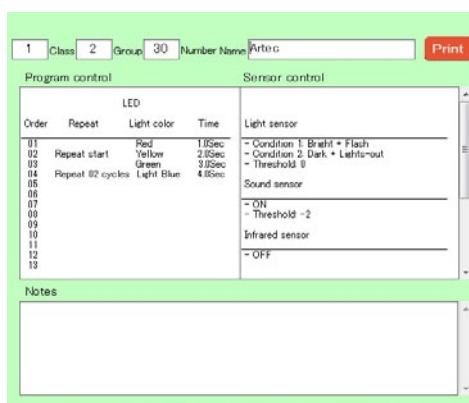 1 Class 2 Group 30 Number Name Artec Print
Program control
Sensor control
LED
Order Repeat Light color Time
01 Red 1.0Sec
02 Repeat start Yellow 2.0Sec
03 Green 3.0Sec
04 Repeat 02 cycles Light Blue 4.0Sec
05
06
07
08
09
10
11
12
13
Light sensor
- Condition 1: Bright + Flash
- Condition 2: Dark + Lights-out
- Threshold: 0
Sound sensor
- ON
- Threshold: -2
Infrared sensor
- OFF
Notes